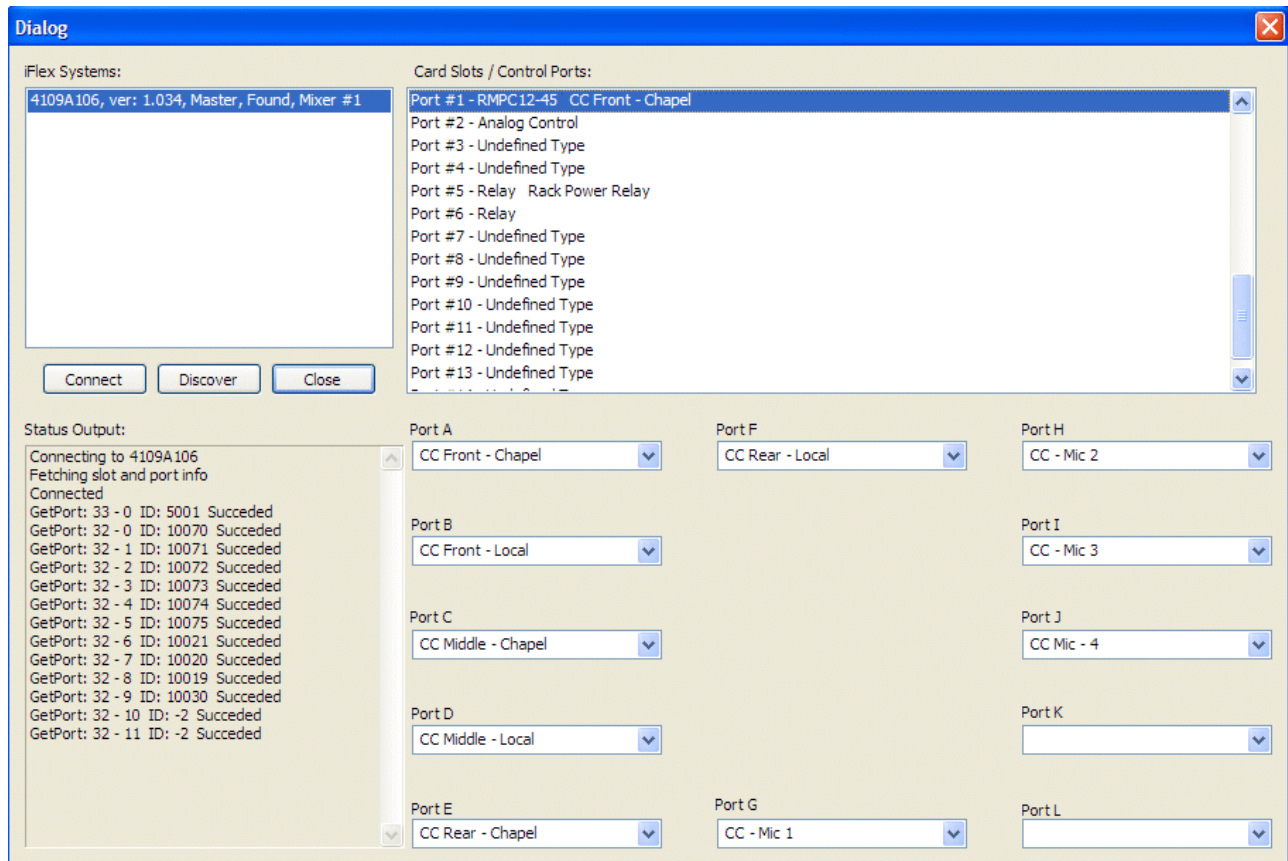 Dialog
iFlex Systems:
4109A106, ver: 1.034, Master, Found, Mixer #1
Connect
Discover
Close
Card Slots / Control Ports:
Port #1 - RMPC12-45 CC Front - Chapel
Port #2 - Analog Control
Port #3 - Undefined Type
Port #4 - Undefined Type
Port #5 - Relay Rack Power Relay
Port #6 - Relay
Port #7 - Undefined Type
Port #8 - Undefined Type
Port #9 - Undefined Type
Port #10 - Undefined Type
Port #11 - Undefined Type
Port #12 - Undefined Type
Port #13 - Undefined Type
Status Output:
Connecting to 4109A106
Fetching slot and port info
Connected
GetPort: 33 - 0 ID: 5001 Succeded
GetPort: 32 - 0 ID: 10070 Succeded
GetPort: 32 - 1 ID: 10071 Succeded
GetPort: 32 - 2 ID: 10072 Succeded
GetPort: 32 - 3 ID: 10073 Succeded
GetPort: 32 - 4 ID: 10074 Succeded
GetPort: 32 - 5 ID: 10075 Succeded
GetPort: 32 - 6 ID: 10021 Succeded
GetPort: 32 - 7 ID: 10020 Succeded
GetPort: 32 - 8 ID: 10019 Succeded
GetPort: 32 - 9 ID: 10030 Succeded
GetPort: 32 - 10 ID: -2 Succeded
GetPort: 32 - 11 ID: -2 Succeded
Port A
CC Front - Chapel
Port B
CC Front - Local
Port C
CC Middle - Chapel
Port D
CC Middle - Local
Port E
CC Rear - Chapel
Port F
CC Rear - Local
Port G
CC - Mic 1
Port H
CC - Mic 2
Port I
CC - Mic 3
Port J
CC Mic - 4
Port K
Port L